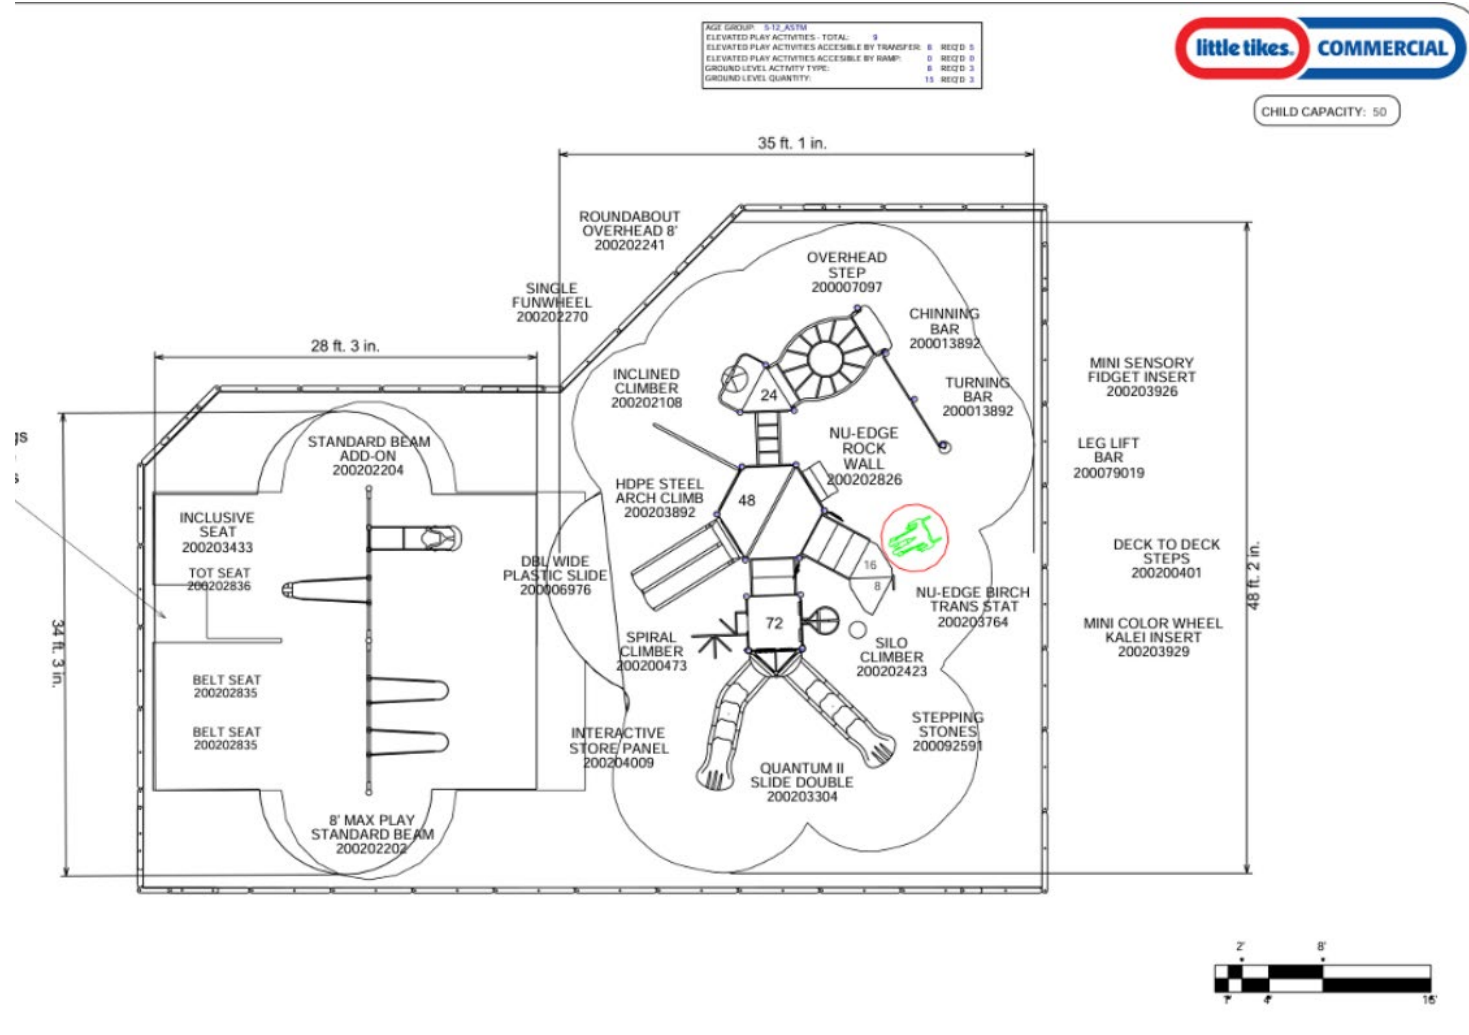 AGE GROUP: 5-12_ASTM
ELEVATED PLAY ACTIVITIES - TOTAL: 9
ELEVATED PLAY ACTIVITIES ACCESIBLE BY TRANSFER: 8 REQ'D 5
ELEVATED PLAY ACTIVITIES ACCESIBLE BY RAMP: 0 REQ'D 0
GROUND LEVEL ACTIVITY TYPE: 8 REQ'D 3
GROUND LEVEL QUANTITY: 15 REQ'D 3
little tikes. COMMERCIAL
CHILD CAPACITY: 50
35 ft. 1 in.
ROUNDABOUT
OVERHEAD 8'
200202241
OVERHEAD
STEP
200007097
SINGLE
FUNWHEEL
200202270
CHINNING
BAR
200013892
28 ft. 3 in.
INCLINED
CLIMBER
200202108
24
TURNING
BAR
200013892
MINI SENSORY
FIDGET INSERT
200203926
STANDARD BEAM
ADD-ON
200202204
NU-EDGE
ROCK
WALL
200202826
LEG LIFT
BAR
200079019
gs
s
HDPE STEEL
ARCH CLIMB
200203892
48
INCLUSIVE
SEAT
200203433
TOT SEAT
200202836
DBL WIDE
PLASTIC SLIDE
200006976
16
8
DECK TO DECK
STEPS
200200401
48 ft. 2 in.
NU-EDGE BIRCH
TRANS STAT
200203764
34 ft. 3 in.
SPIRAL
CLIMBER
200200473
72
SILO
CLIMBER
200202423
MINI COLOR WHEEL
KALEI INSERT
200203929
BELT SEAT
200202835
BELT SEAT
200202835
INTERACTIVE
STORE PANEL
200204009
STEPPING
STONES
200092591
QUANTUM II
SLIDE DOUBLE
200203304
8' MAX PLAY
STANDARD BEAM
200202202
2' 8'
1' 4' 16'